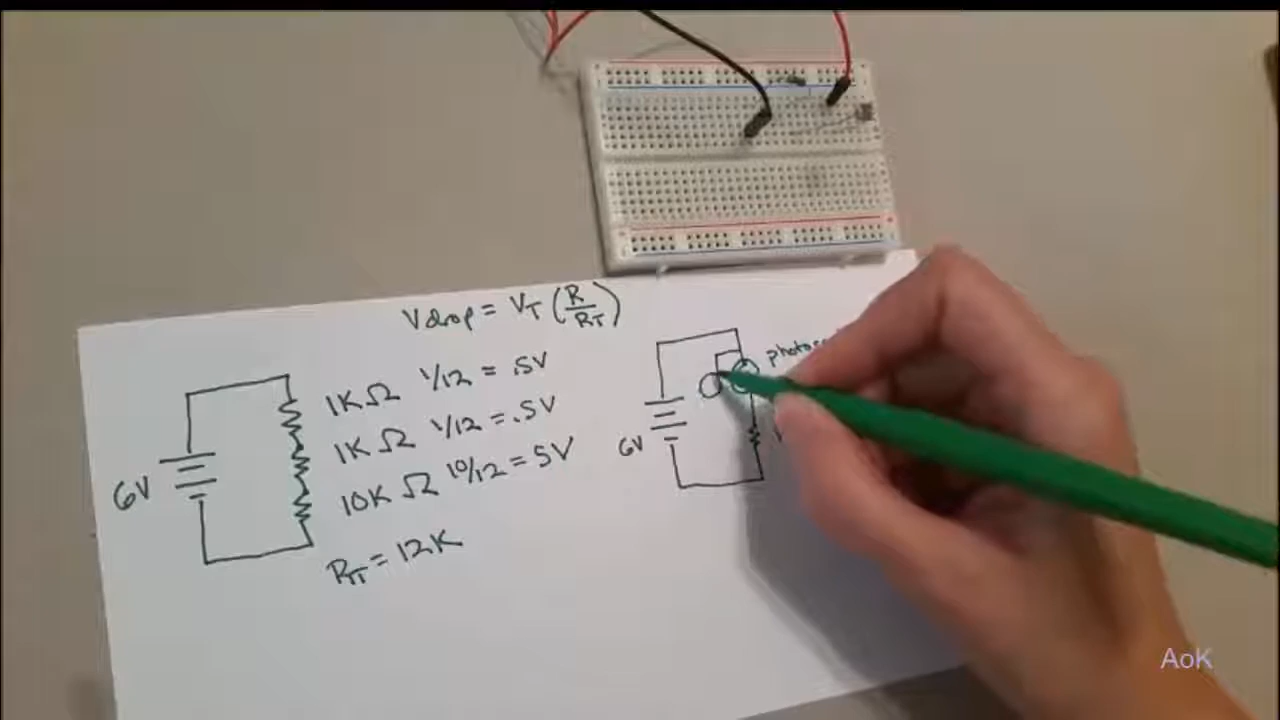 Vdrop = VT (R/RT)
1KΩ 1/12 = .5V
1KΩ 1/12 = .5V
10KΩ 10/12 = 5V
6V
RT = 12K
6V
AoK